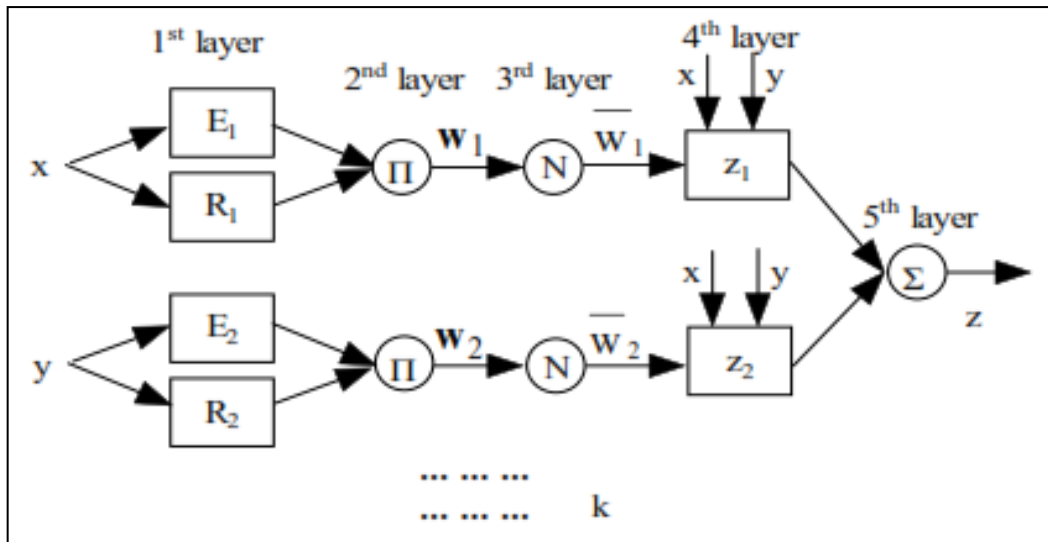 1st layer
2nd layer
3rd layer
4th layer
5th layer
x
E1
R1
Π
w1
N
W1
x
y
z1
y
E2
R2
Π
w2
N
W2
x
y
z2
Σ
z
... ... ...
... ... ...
k